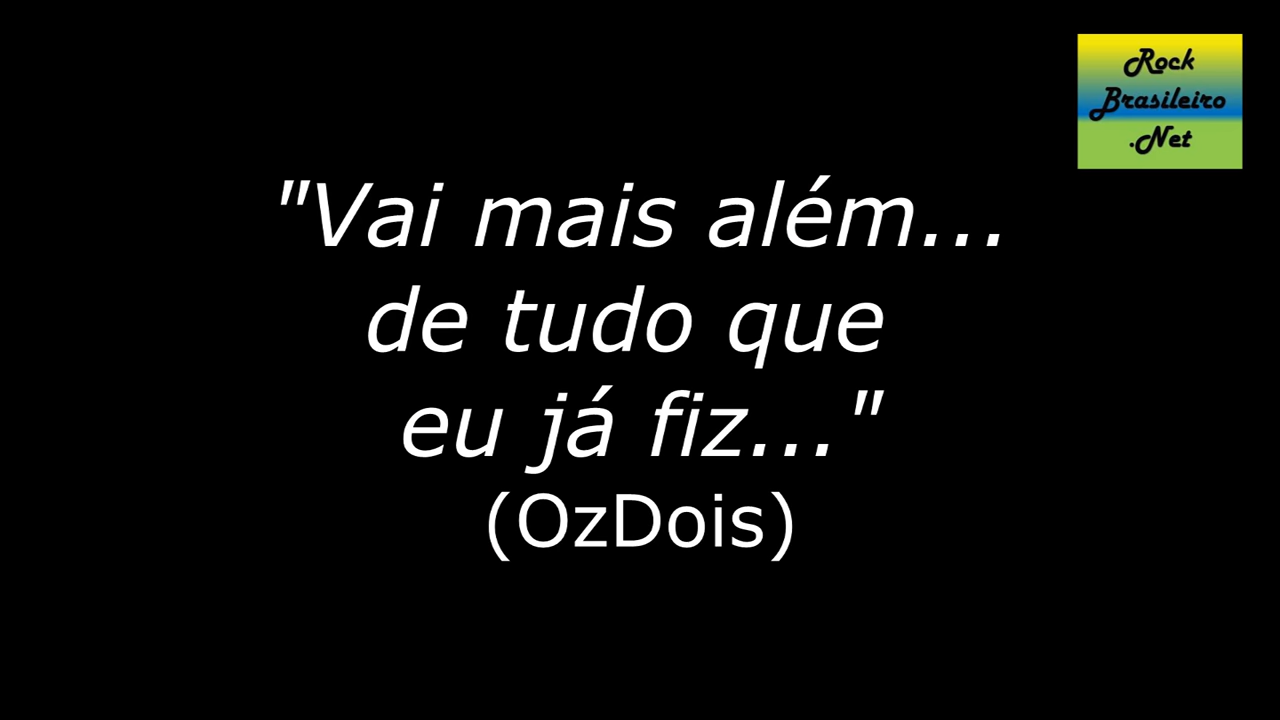 Rock
Brasileiro
.Net
"Vai mais além...
de tudo que
eu já fiz..."
(OzDois)